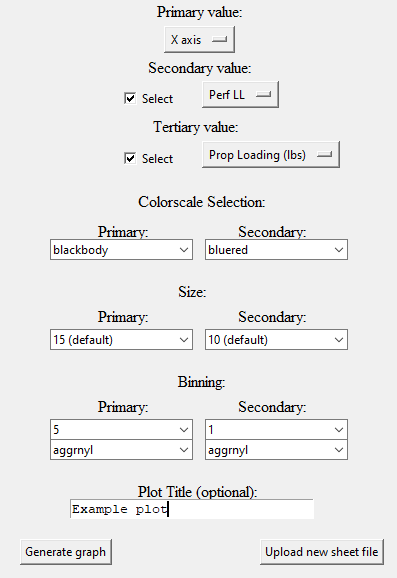 Primary value:
X axis
Secondary value:
Select Perf LL
Tertiary value:
Select Prop Loading (lbs)
Colorscale Selection:
Primary: Secondary:
blackbody bluered
Size:
Primary: Secondary:
15 (default) 10 (default)
Binning:
Primary: Secondary:
5 1
aggrnyl aggrnyl
Plot Title (optional):
Example plot
Generate graph Upload new sheet file